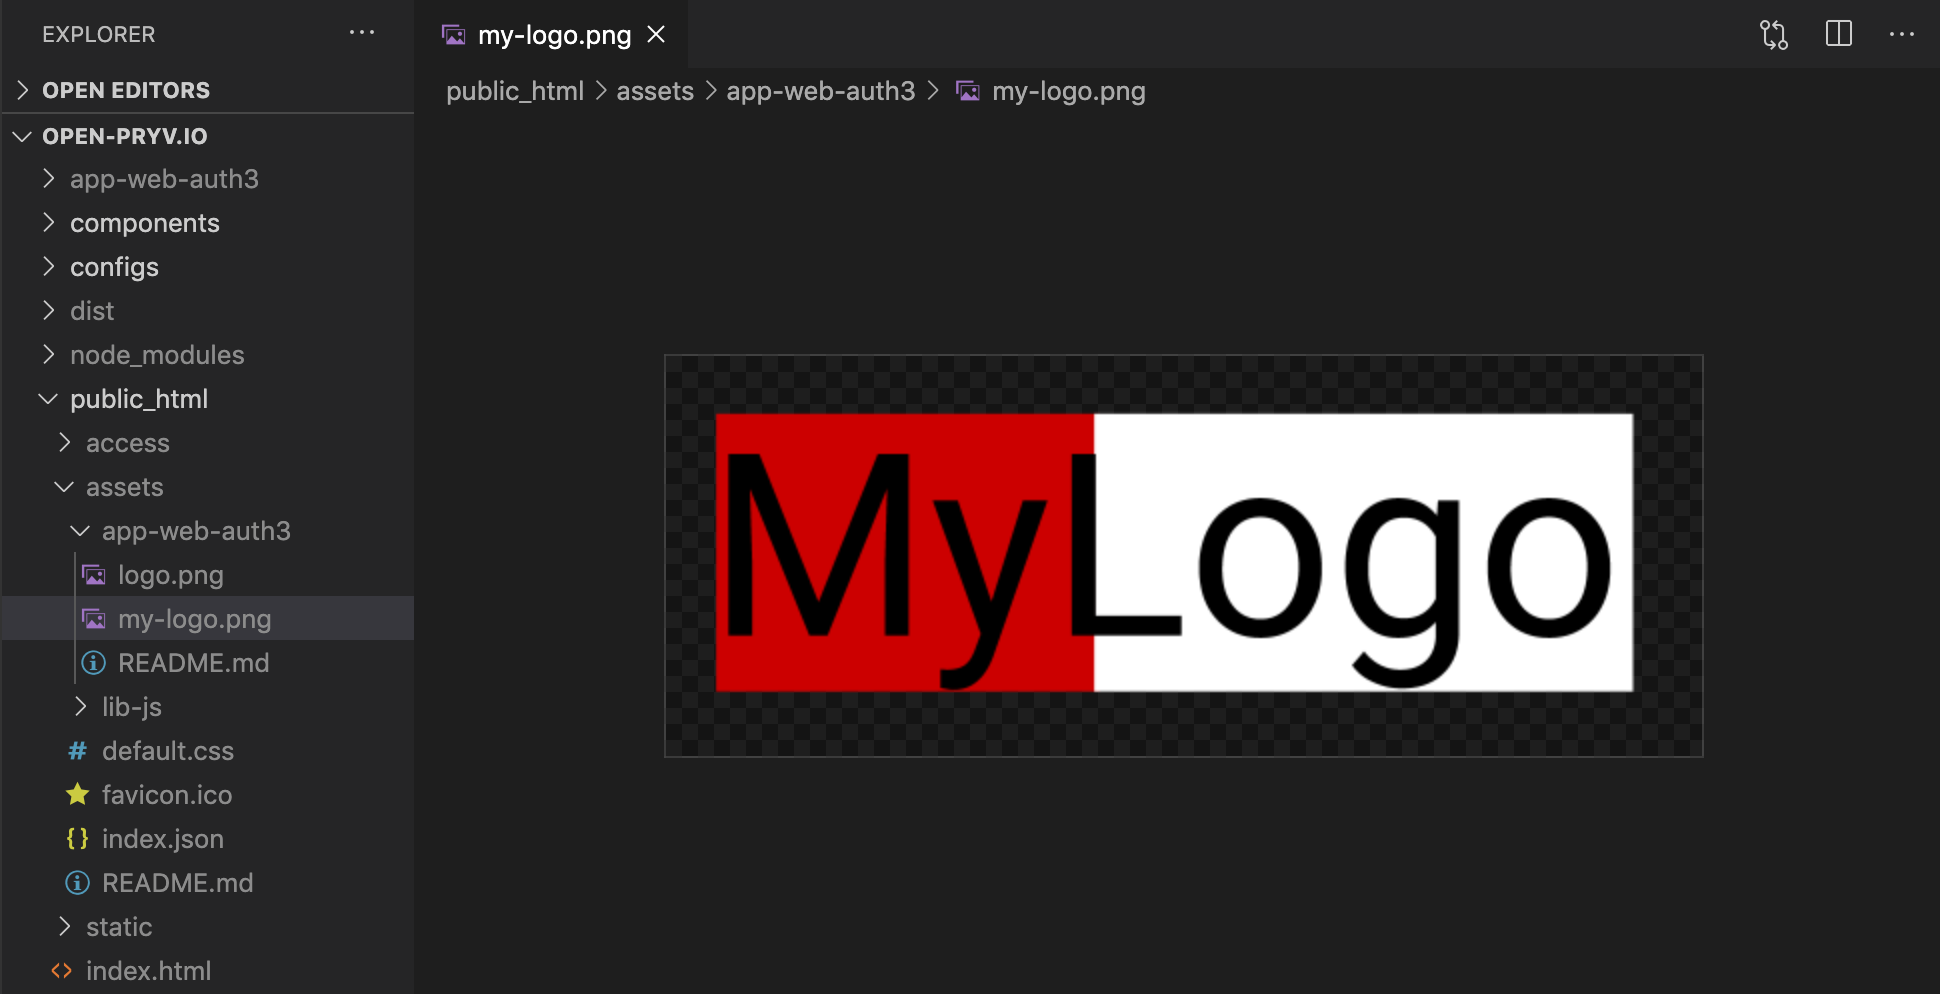 EXPLORER
OPEN EDITORS
OPEN-PRYV.IO
app-web-auth3
components
configs
dist
node_modules
public_html
access
assets
app-web-auth3
logo.png
my-logo.png
README.md
lib-js
default.css
favicon.ico
index.json
README.md
static
index.html
my-logo.png
public_html > assets > app-web-auth3 > my-logo.png
MyLogo